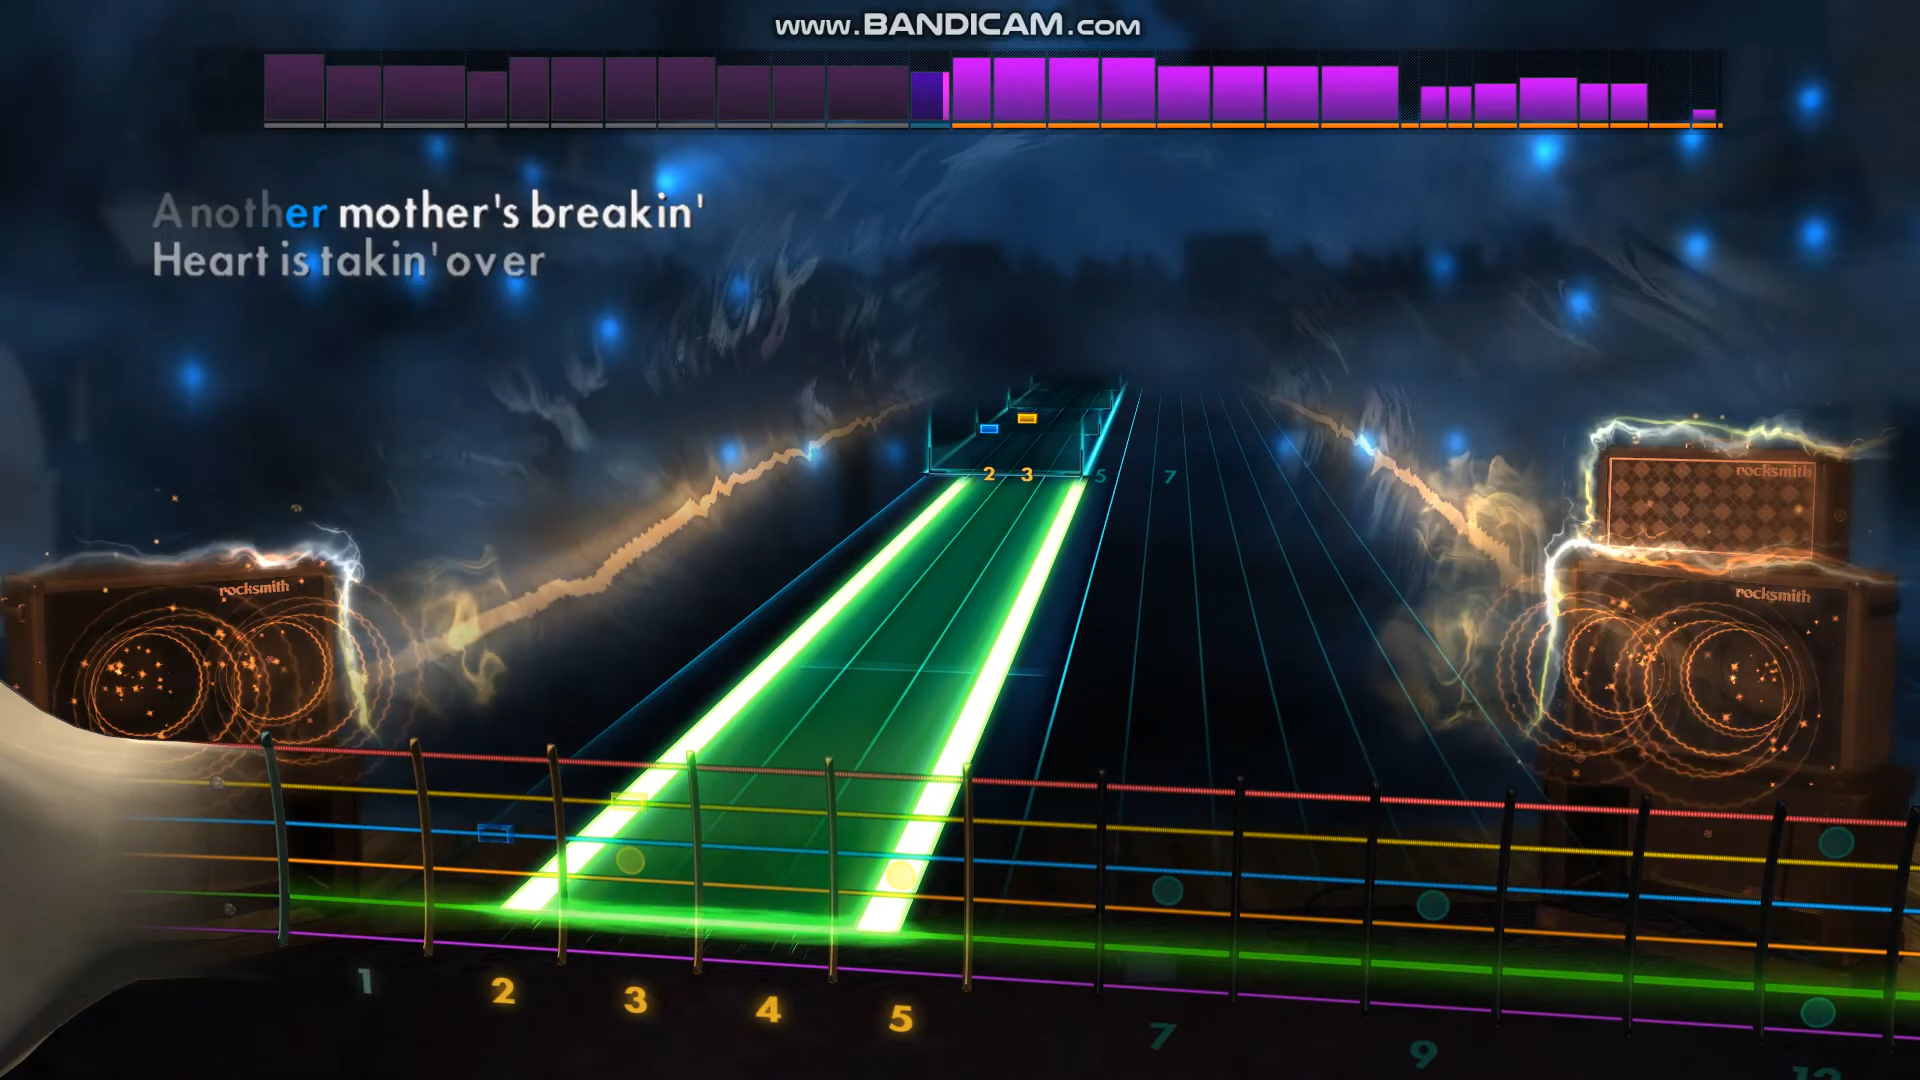 www.BANDICAM.com
Another mother's breakin'
Heart is takin' over
rocksmith
rocksmith
rocksmith
2 3 5 7
1 2 3 4 5 7 9 12